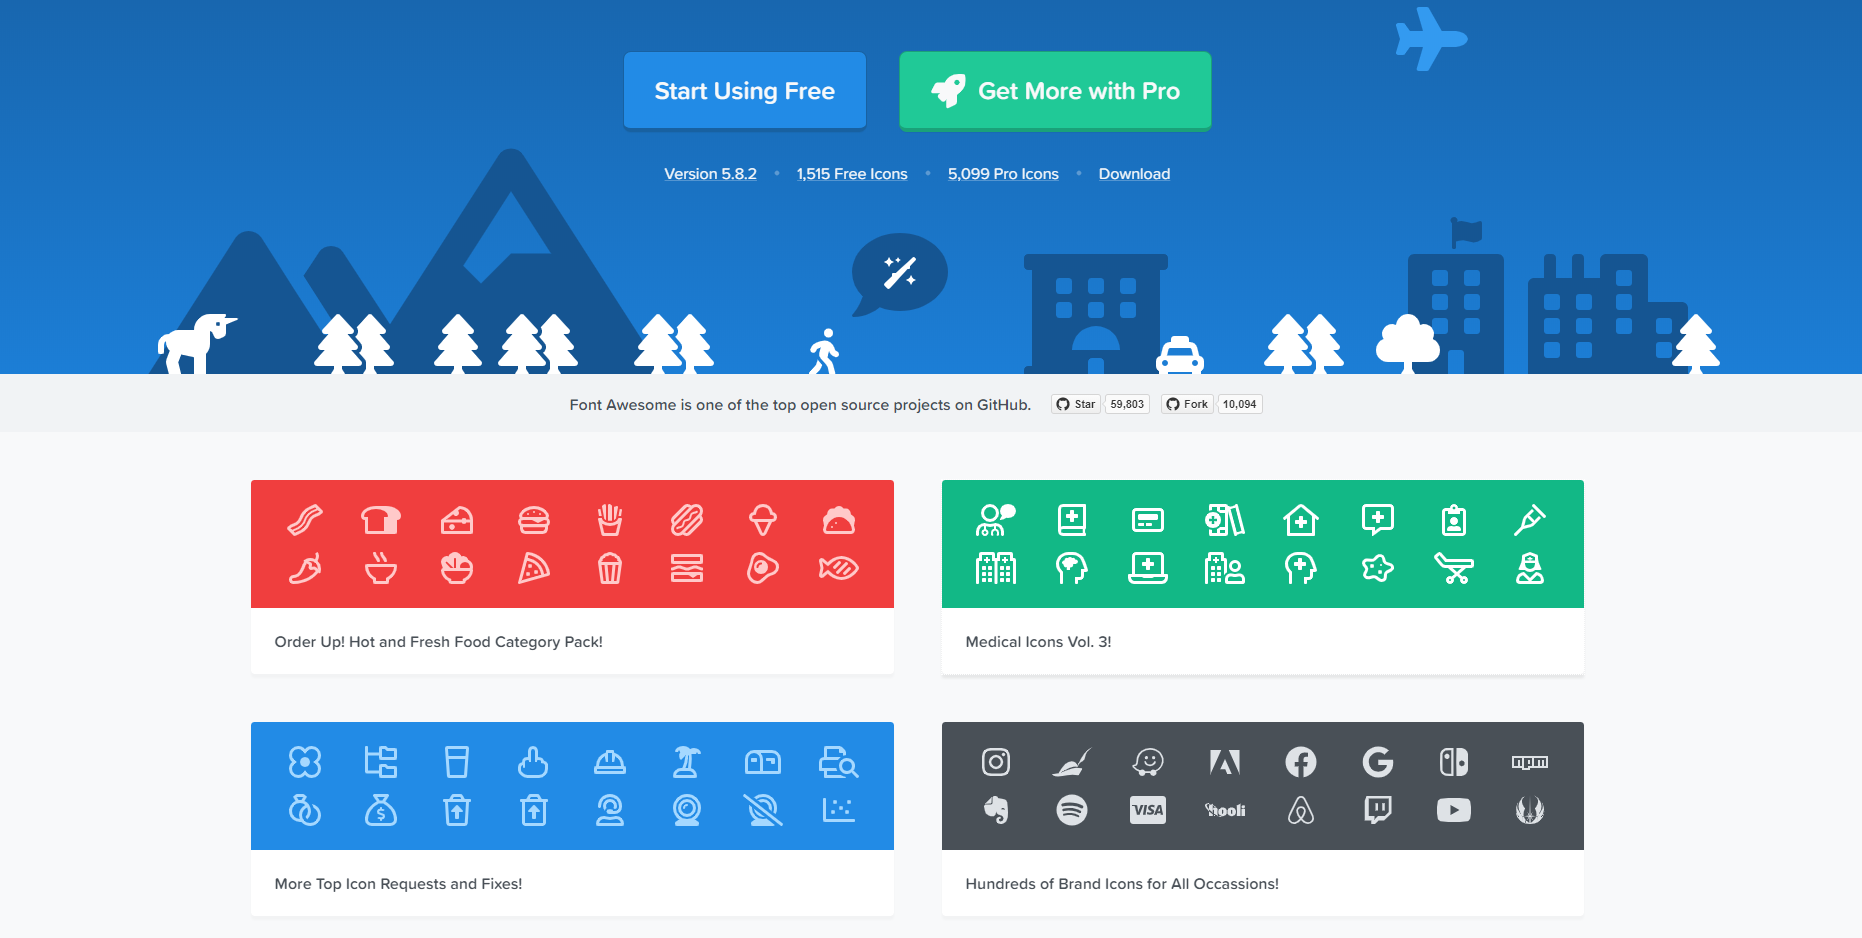 Start Using Free
Get More with Pro
Version 5.8.2 • 1,515 Free Icons • 5,099 Pro Icons • Download
Font Awesome is one of the top open source projects on GitHub.
Star 59,803 Fork 10,094
Order Up! Hot and Fresh Food Category Pack!
Medical Icons Vol. 3!
$
npm
VISA
hooli
More Top Icon Requests and Fixes!
Hundreds of Brand Icons for All Occassions!